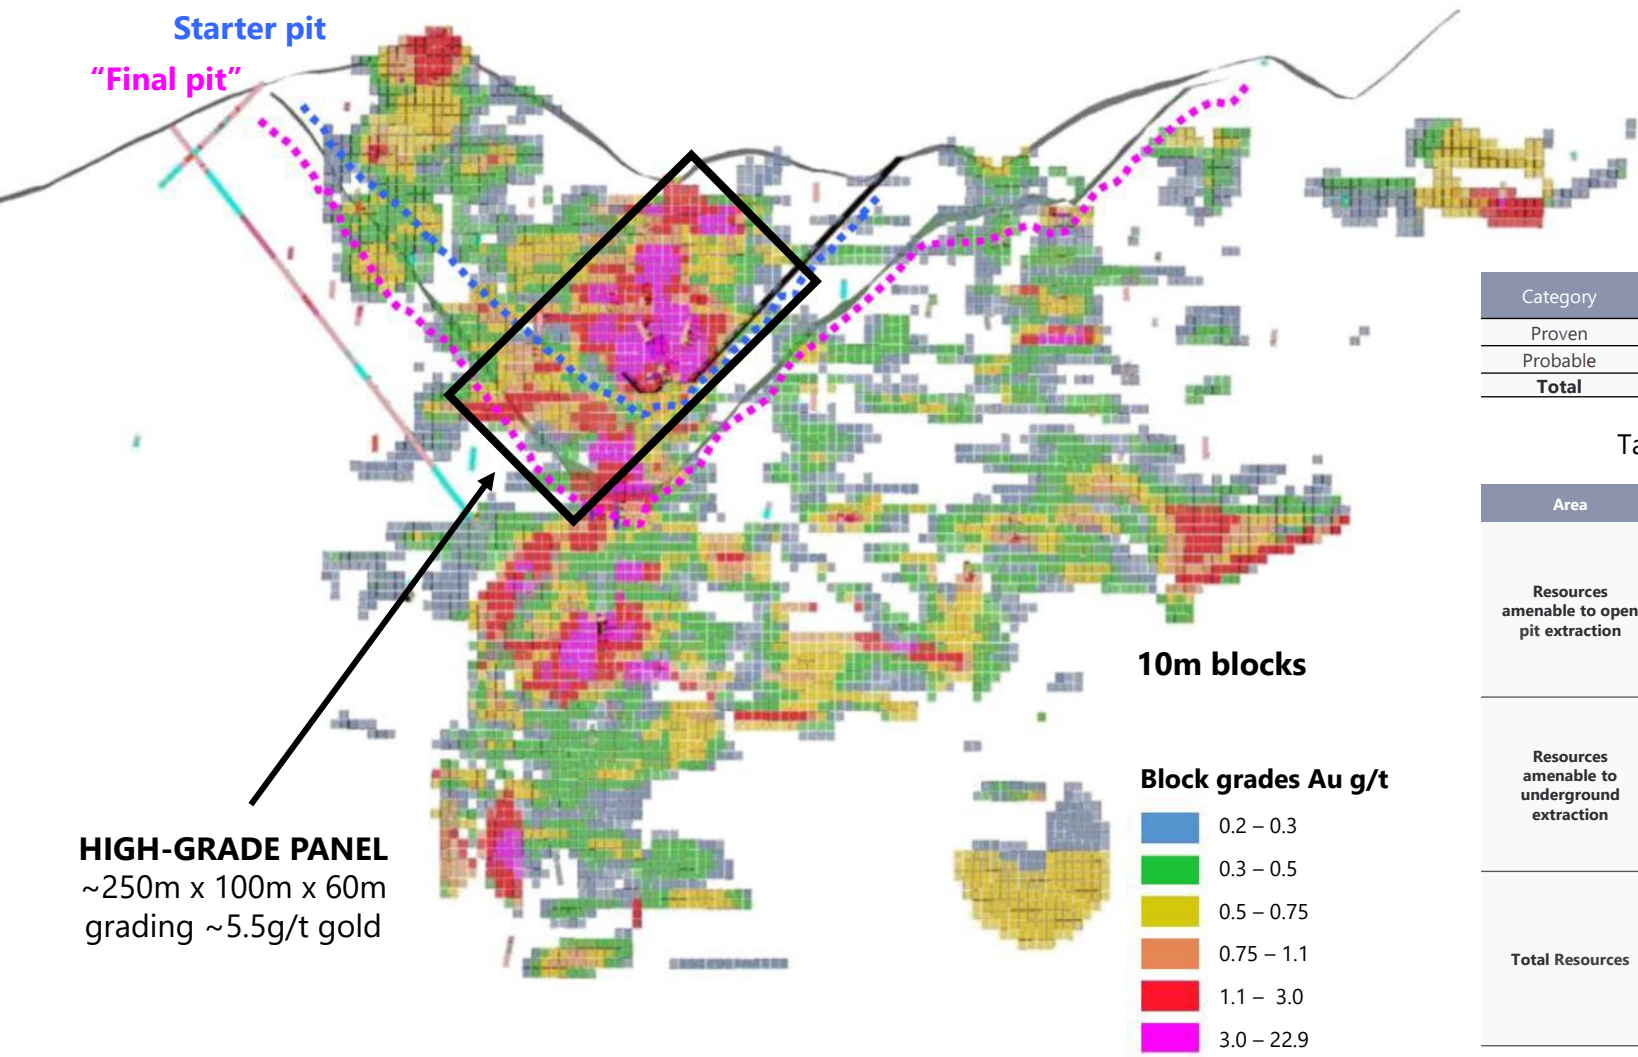 Starter pit
“Final pit”
HIGH-GRADE PANEL
~250m x 100m x 60m
grading ~5.5g/t gold
10m blocks
Block grades Au g/t
0.2 – 0.3
0.3 – 0.5
0.5 – 0.75
0.75 – 1.1
1.1 – 3.0
3.0 – 22.9
Category
Proven
Probable
Total
Ta
Area
Resources
amenable to open
pit extraction
Resources
amenable to
underground
extraction
Total Resources